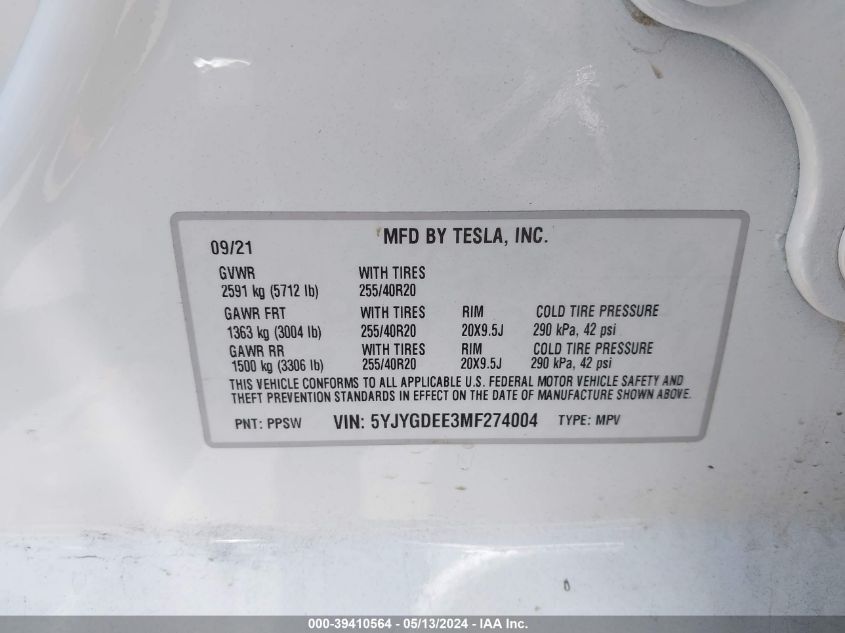 09/21 MFD BY TESLA, INC.
GVWR WITH TIRES
2591 kg (5712 lb) 255/40R20
GAWR FRT WITH TIRES RIM COLD TIRE PRESSURE
1363 kg (3004 lb) 255/40R20 20X9.5J 290 kPa, 42 psi
GAWR RR WITH TIRES RIM COLD TIRE PRESSURE
1500 kg (3306 lb) 255/40R20 20X9.5J 290 kPa, 42 psi
THIS VEHICLE CONFORMS TO ALL APPLICABLE U.S. FEDERAL MOTOR VEHICLE SAFETY AND
THEFT PREVENTION STANDARDS IN EFFECT ON THE DATE OF MANUFACTURE SHOWN ABOVE.
PNT: PPSW VIN: 5YJYGDEE3MF274004 TYPE: MPV
000-39410564 - 05/13/2024 - IAA Inc.